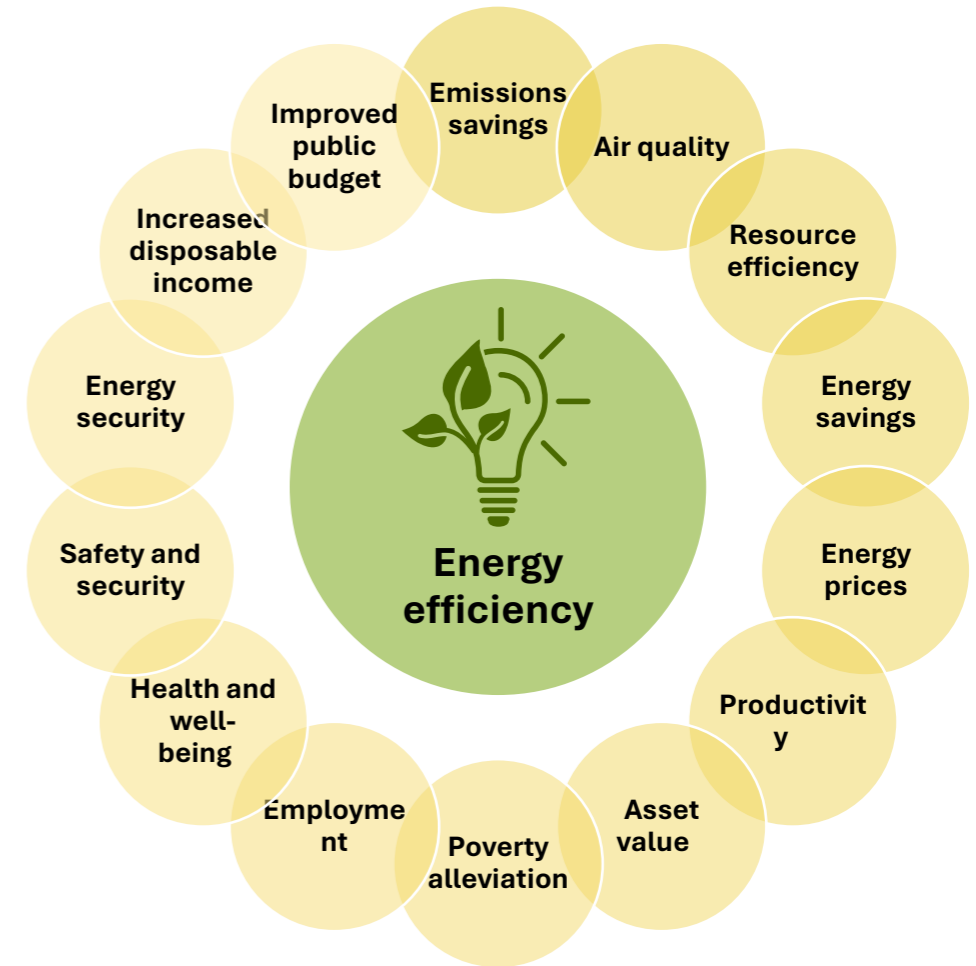 Emissions
savings
Air quality
Resource
efficiency
Energy
savings
Energy
prices
Productivit
y
Asset
value
Poverty
alleviation
Employme
nt
Health and
well-
being
Safety and
security
Energy
security
Increased
disposable
income
Improved
public
budget
Energy
efficiency